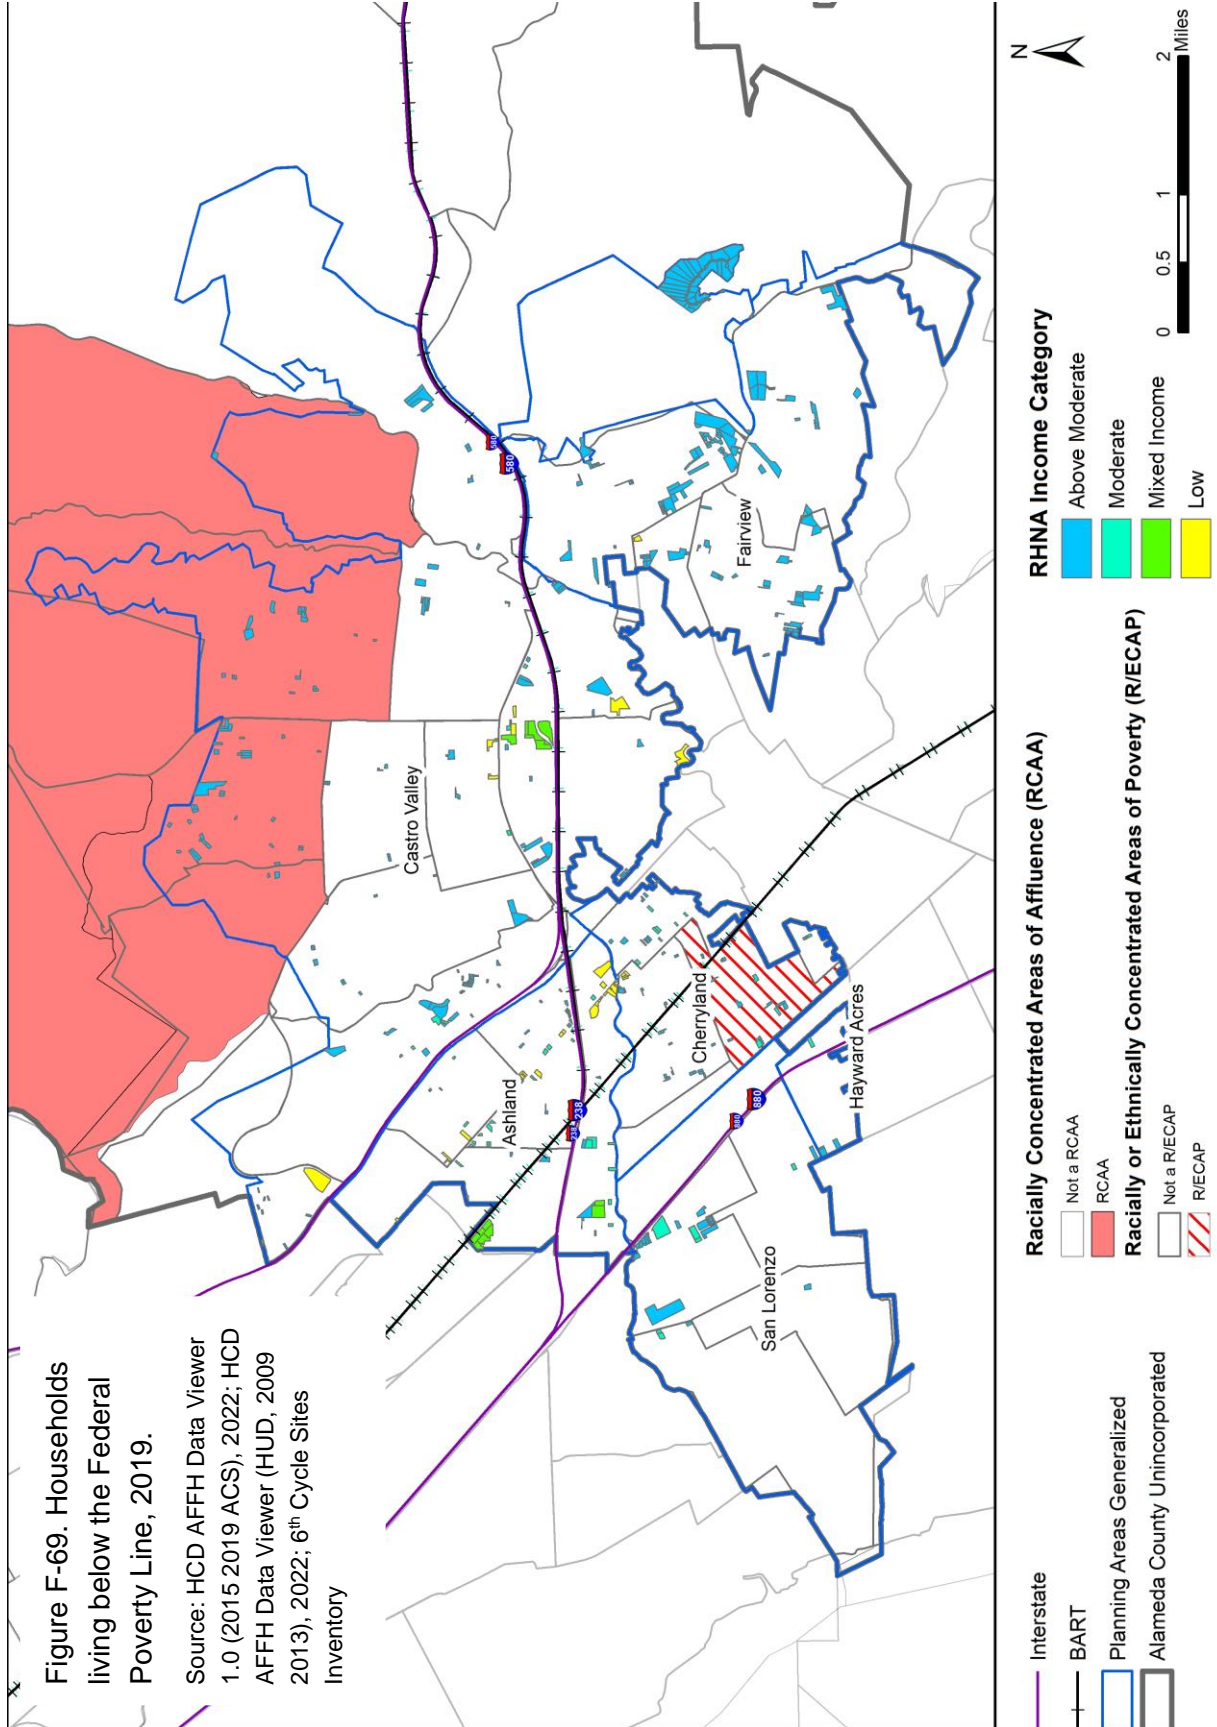 Figure F-69. Households
living below the Federal
Poverty Line, 2019.
Source: HCD AFFH Data Viewer
1.0 (2015 2019 ACS), 2022; HCD
AFFH Data Viewer (HUD, 2009
2013), 2022; 6th Cycle Sites
Inventory
Castro Valley
580
580
Ashland
238
238
Cherryland
Fairview
880
880
Hayward Acres
San Lorenzo
Interstate
BART
Planning Areas Generalized
Alameda County Unincorporated
Racially Concentrated Areas of Affluence (RCAA)
Not a RCAA
RCAA
Racially or Ethnically Concentrated Areas of Poverty (R/ECAP)
Not a R/ECAP
R/ECAP
RHNA Income Category
Above Moderate
Moderate
Mixed Income
Low
N
0 0.5 1 2
Miles